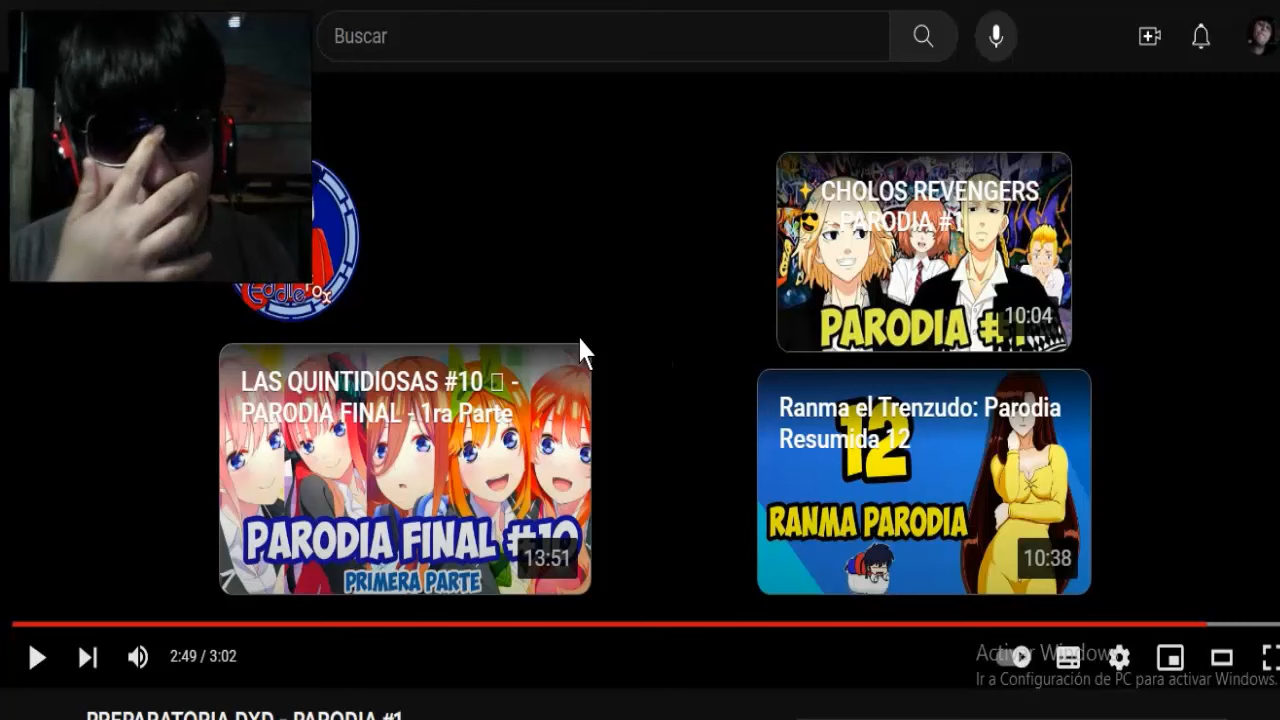 Buscar
EddieFox
✨ CHOLOS REVENGERS
😎 PARODIA #1
PARODIA #1
10:04
LAS QUINTIDIOSAS #10 □ -
PARODIA FINAL - 1ra Parte
PARODIA FINAL #10
PRIMERA PARTE
13:51
Ranma el Trenzudo: Parodia
Resumida 12
12
RANMA PARODIA
10:38
2:49 / 3:02
Activar Windows
Ir a Configuración de PC para activar Windows.
PREPARATORIA DXD - PARODIA #1